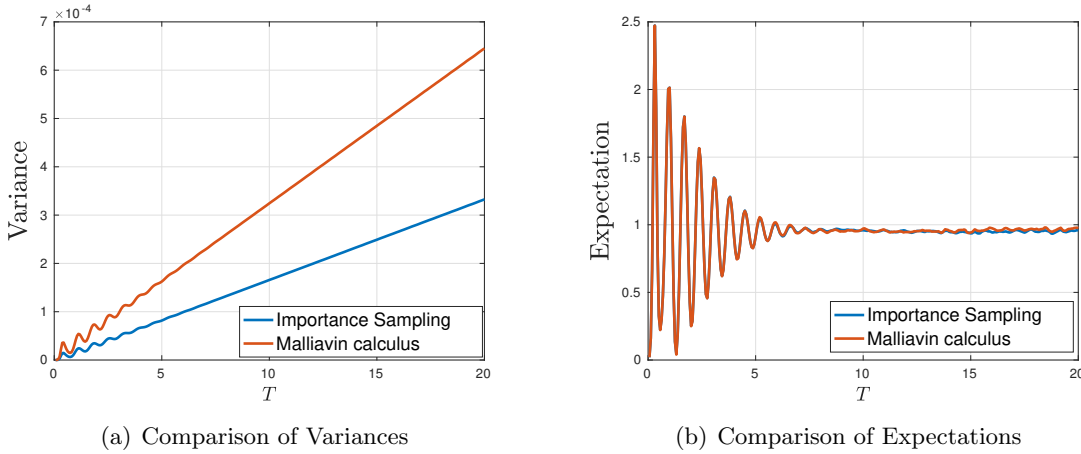 ×10⁻⁴
7
6
5
4
3
2
1
0
Variance
0 5 10 15 20
T
Importance Sampling
Malliavin calculus
(a) Comparison of Variances
2.5
2
1.5
1
0.5
0
Expectation
0 5 10 15 20
T
Importance Sampling
Malliavin calculus
(b) Comparison of Expectations